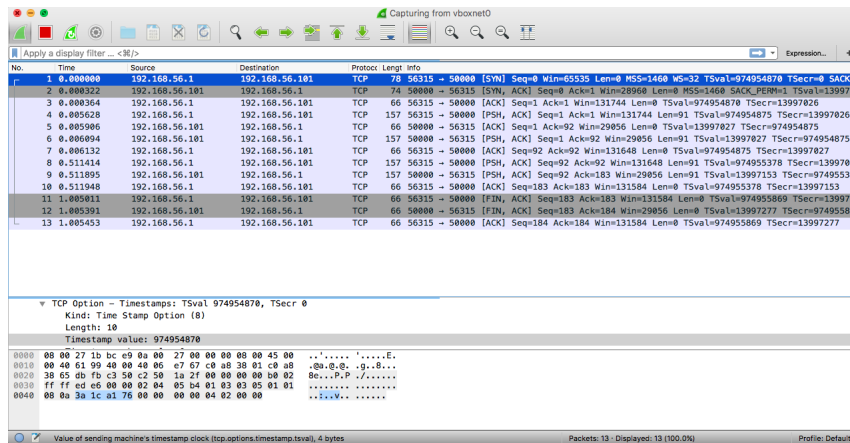 Capturing from vboxnet0
Apply a display filter ... <⌘/>
Expression...
+
No. Time Source Destination Protocc Lengt Info
1 0.000000 192.168.56.1 192.168.56.101 TCP 78 56315 → 50000 [SYN] Seq=0 Win=65535 Len=0 MSS=1460 WS=32 TSval=974954870 TSecr=0 SACK
2 0.000322 192.168.56.101 192.168.56.1 TCP 74 50000 → 56315 [SYN, ACK] Seq=0 Ack=1 Win=28960 Len=0 MSS=1460 SACK_PERM=1 TSval=13997
3 0.000364 192.168.56.1 192.168.56.101 TCP 66 56315 → 50000 [ACK] Seq=1 Ack=1 Win=131744 Len=0 TSval=974954870 TSecr=13997026
4 0.005628 192.168.56.1 192.168.56.101 TCP 157 56315 → 50000 [PSH, ACK] Seq=1 Ack=1 Win=131744 Len=91 TSval=974954875 TSecr=13997026
5 0.005906 192.168.56.101 192.168.56.1 TCP 66 50000 → 56315 [ACK] Seq=1 Ack=92 Win=29056 Len=0 TSval=13997027 TSecr=974954875
6 0.006094 192.168.56.101 192.168.56.1 TCP 157 50000 → 56315 [PSH, ACK] Seq=1 Ack=92 Win=29056 Len=91 TSval=13997027 TSecr=974954875
7 0.006132 192.168.56.1 192.168.56.101 TCP 66 56315 → 50000 [ACK] Seq=92 Ack=92 Win=131648 Len=0 TSval=974954875 TSecr=13997027
8 0.511414 192.168.56.1 192.168.56.101 TCP 157 56315 → 50000 [PSH, ACK] Seq=92 Ack=92 Win=131648 Len=91 TSval=974955378 TSecr=139970
9 0.511895 192.168.56.101 192.168.56.1 TCP 157 50000 → 56315 [PSH, ACK] Seq=92 Ack=183 Win=29056 Len=91 TSval=13997153 TSecr=9749553
10 0.511948 192.168.56.1 192.168.56.101 TCP 66 56315 → 50000 [ACK] Seq=183 Ack=183 Win=131584 Len=0 TSval=974955378 TSecr=13997153
11 1.005011 192.168.56.1 192.168.56.101 TCP 66 56315 → 50000 [FIN, ACK] Seq=183 Ack=183 Win=131584 Len=0 TSval=974955869 TSecr=13997
12 1.005391 192.168.56.101 192.168.56.1 TCP 66 50000 → 56315 [FIN, ACK] Seq=183 Ack=184 Win=29056 Len=0 TSval=13997277 TSecr=9749558
13 1.005453 192.168.56.1 192.168.56.101 TCP 66 56315 → 50000 [ACK] Seq=184 Ack=184 Win=131584 Len=0 TSval=974955869 TSecr=13997277
TCP Option – Timestamps: TSval 974954870, TSecr 0
Kind: Time Stamp Option (8)
Length: 10
Timestamp value: 974954870
0000 08 00 27 1b bc e9 0a 00 27 00 00 00 08 00 45 00 ..'..... '.....E.
0010 00 40 61 99 40 00 40 06 e7 67 c0 a8 38 01 c0 a8 .@a.@.@. .g..8...
0020 38 65 db fb c3 50 c2 50 1a 2f 00 00 00 00 b0 02 8e...P.P ./......
0030 ff ff ed e6 00 00 02 04 05 b4 01 03 03 05 01 01 ........ ........
0040 08 0a 3a 1c a1 76 00 00 00 00 04 02 00 00 ..:..v.. ......
Value of sending machine's timestamp clock (tcp.options.timestamp.tsval), 4 bytes
Packets: 13 · Displayed: 13 (100.0%)
Profile: Default